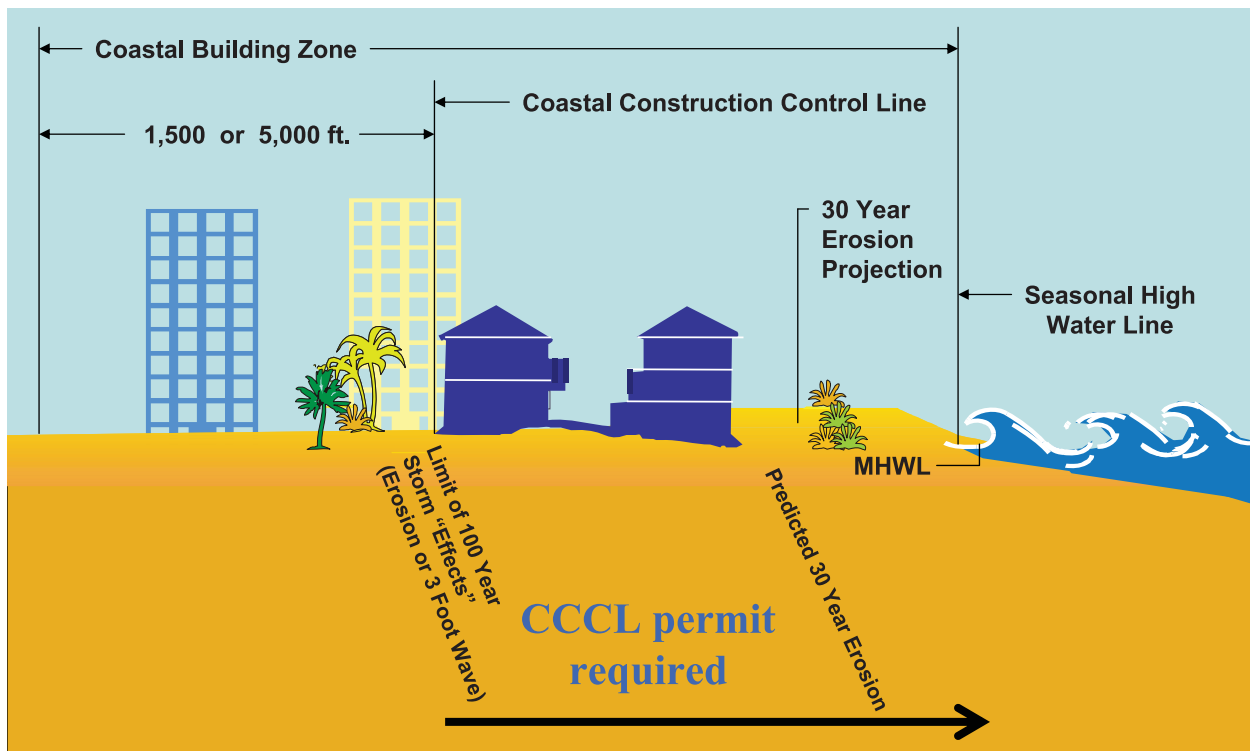 Coastal Building Zone
Coastal Construction Control Line
1,500 or 5,000 ft.
30 Year
Erosion
Projection
Seasonal High
Water Line
MHWL
Limit of 100 Year
Storm “Effects”
(Erosion or 3 Foot Wave)
Predicted 30 Year Erosion
CCCL permit
required